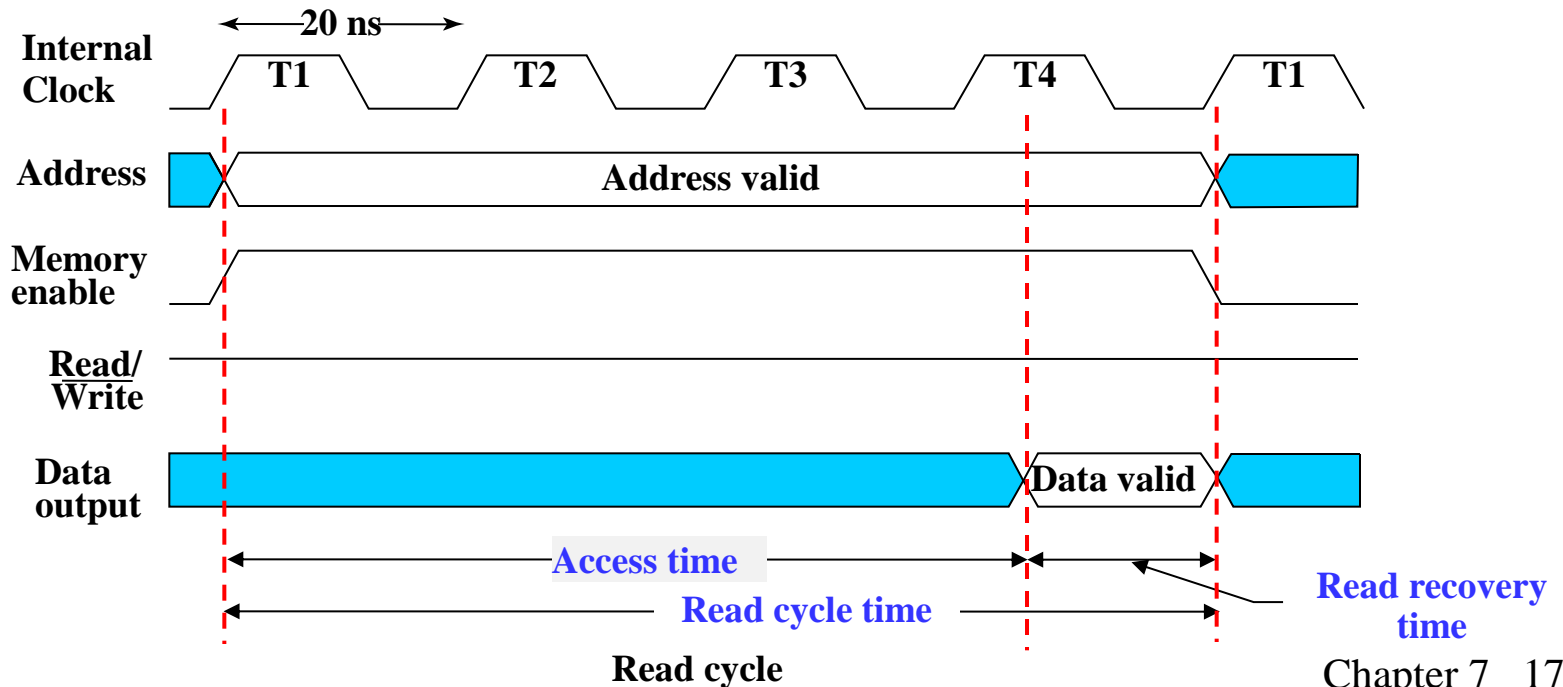 20 ns
Internal
Clock
T1 T2 T3 T4 T1
Address
Address valid
Memory
enable
Read/
Write
Data
output
Data valid
Access time
Read cycle time
Read recovery
time
Read cycle
Chapter 7 17